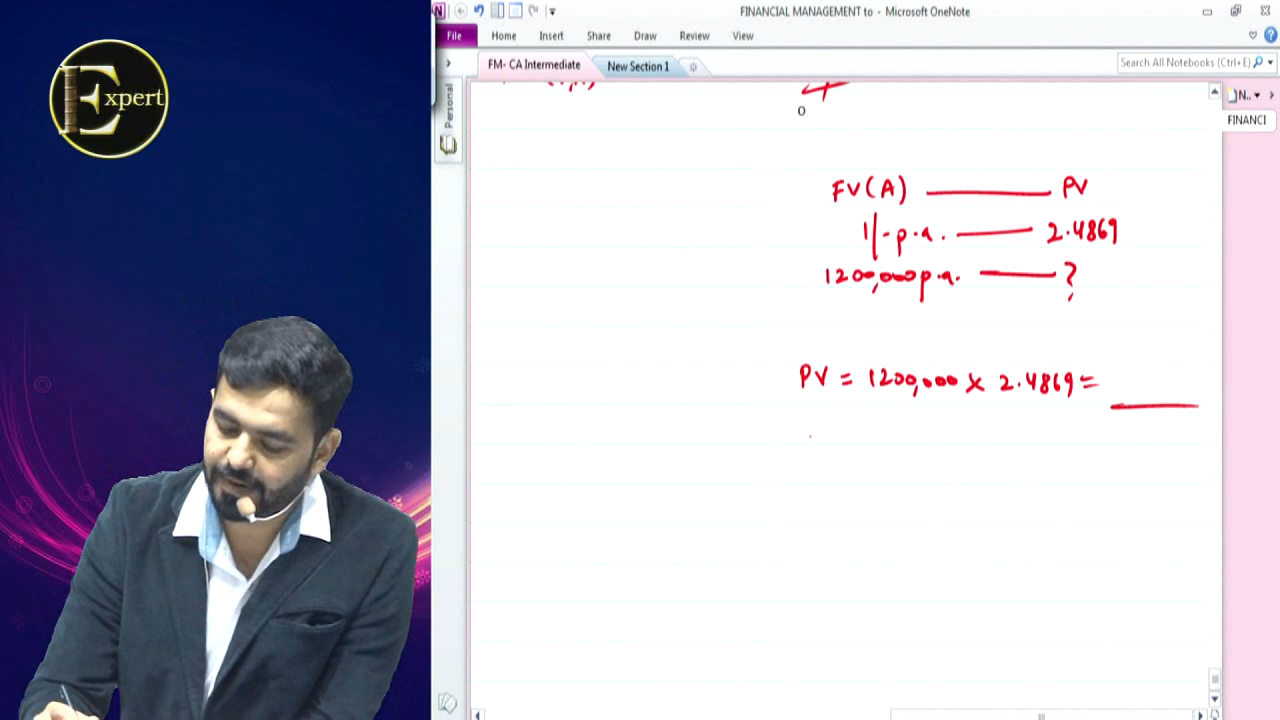 Expert
FINANCIAL MANAGEMENT to - Microsoft OneNote
File Home Insert Share Draw Review View
FM- CA Intermediate New Section 1
Search All Notebooks (Ctrl+E)
N..
FINANCI
Personal
0
FV(A) PV
1/- p.a. 2.4869
1200,000 p.a. ?
PV = 1200,000 × 2.4869 =